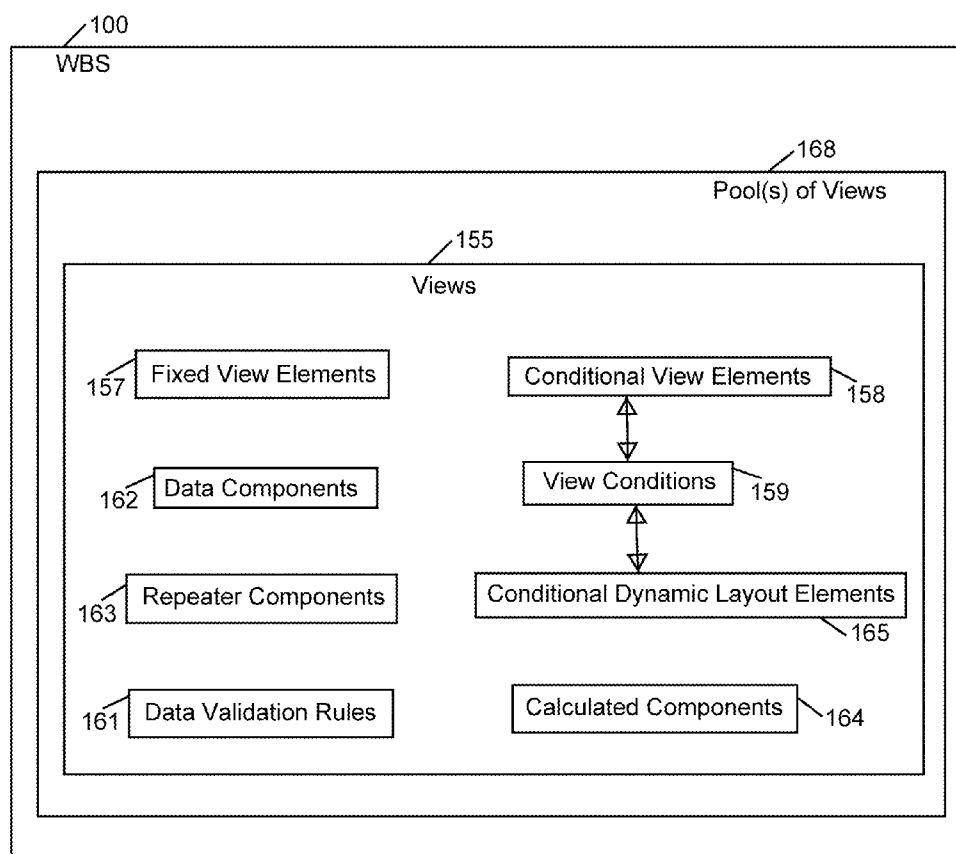 100
WBS
168
Pool(s) of Views
155
Views
Fixed View Elements
157
Conditional View Elements
158
Data Components
162
View Conditions
159
Repeater Components
163
Conditional Dynamic Layout Elements
165
Data Validation Rules
161
Calculated Components
164